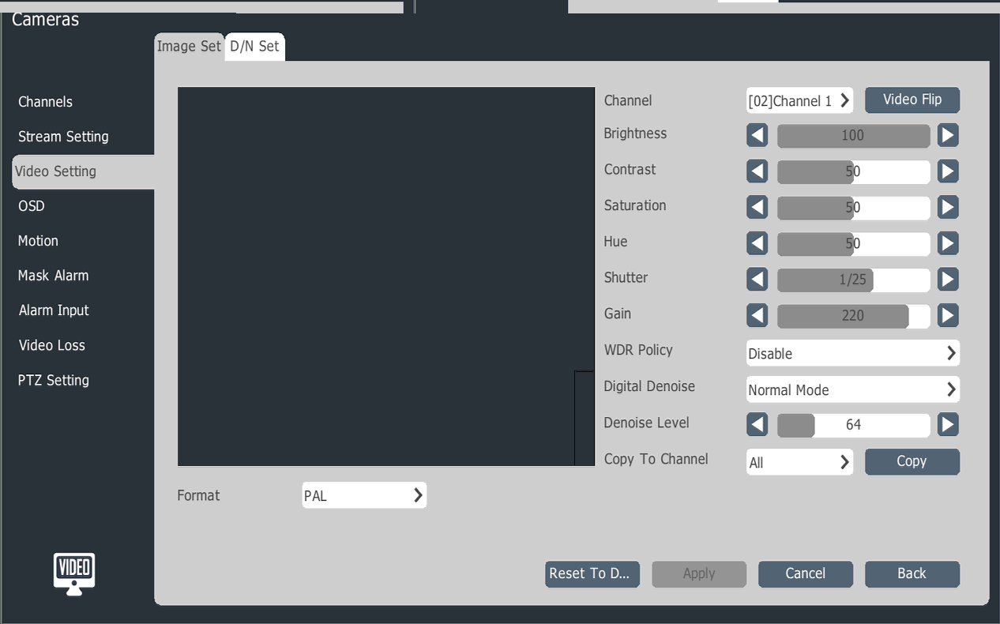 Cameras
Image Set
D/N Set
Channels
Stream Setting
Video Setting
OSD
Motion
Mask Alarm
Alarm Input
Video Loss
PTZ Setting
VIDEO
Channel [02]Channel 1 Video Flip
Brightness 100
Contrast 50
Saturation 50
Hue 50
Shutter 1/25
Gain 220
WDR Policy Disable
Digital Denoise Normal Mode
Denoise Level 64
Copy To Channel All Copy
Format PAL
Reset To D... Apply Cancel Back